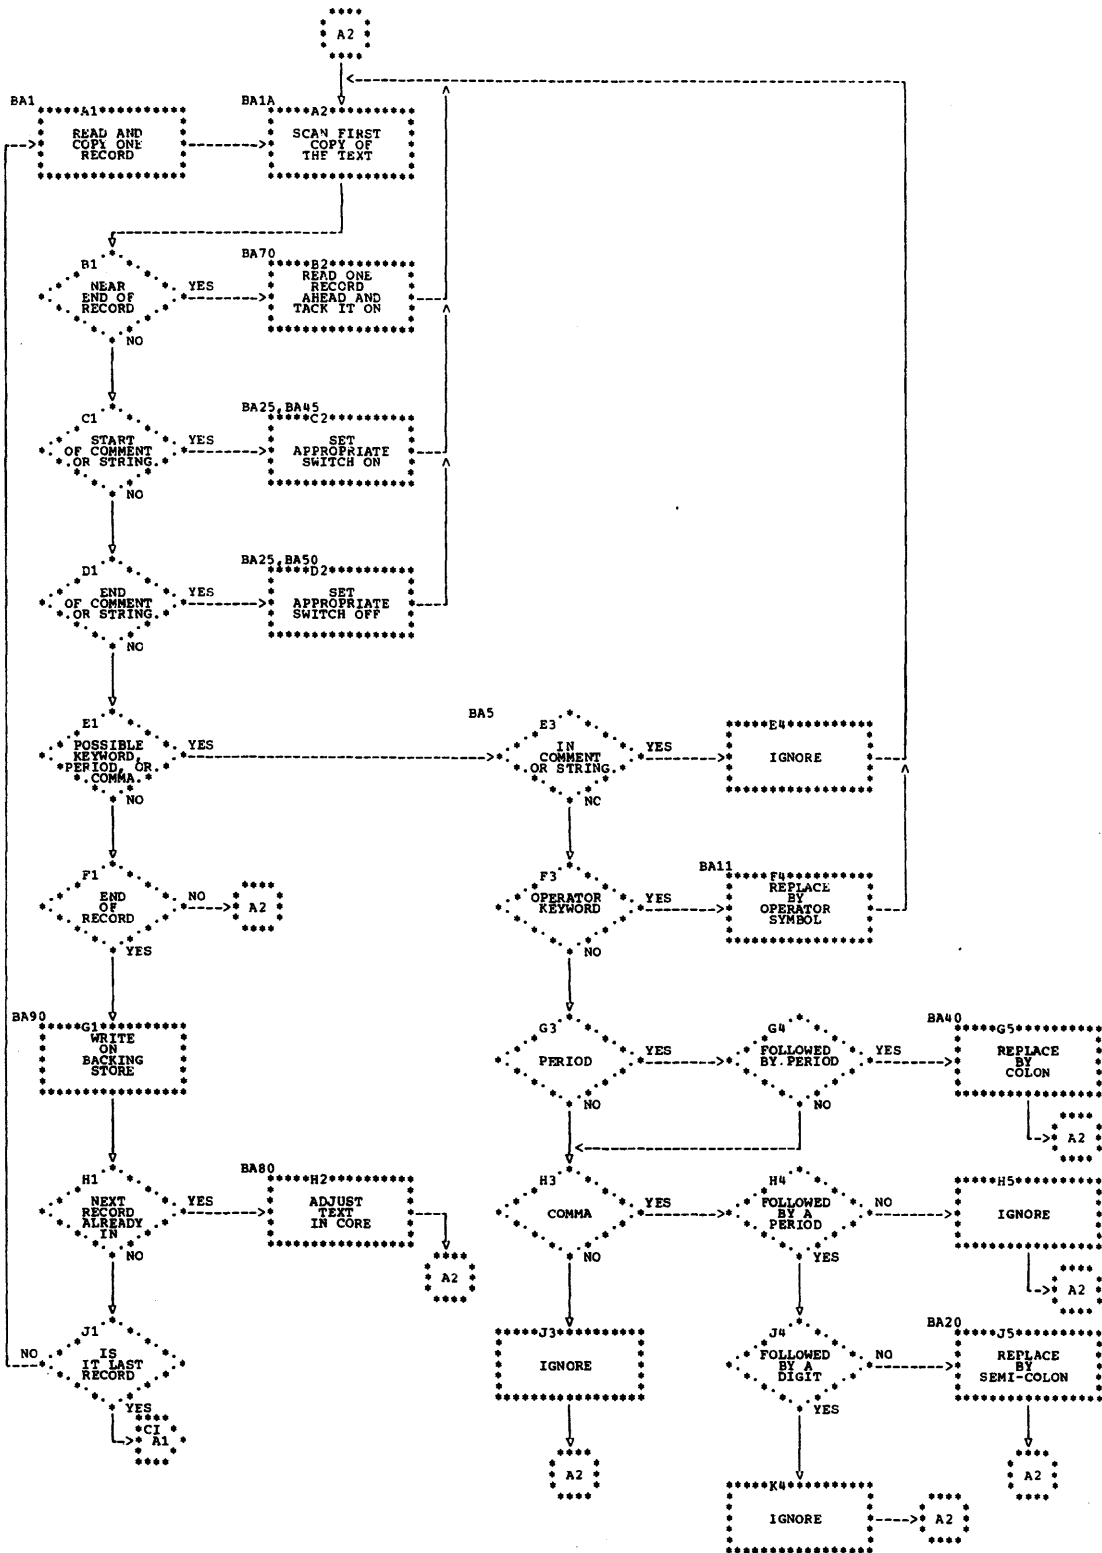 A2
BA1
A1
READ AND
COPY ONE
RECORD
BA1A
A2
SCAN FIRST
COPY OF
THE TEXT
B1
NEAR
END OF
RECORD
YES
NO
BA70
B2
READ ONE
RECORD
AHEAD AND
TACK IT ON
C1
START
OF COMMENT
OR STRING
YES
NO
BA25,BA45
C2
SET
APPROPRIATE
SWITCH ON
D1
END
OF COMMENT
OR STRING
YES
NO
BA25,BA50
D2
SET
APPROPRIATE
SWITCH OFF
E1
POSSIBLE
KEYWORD,
PERIOD, OR
COMMA
YES
NO
BA5
E3
IN
COMMENT
OR STRING
YES
NC
E4
IGNORE
F1
END
OF
RECORD
NO
A2
YES
F3
OPERATOR
KEYWORD
YES
NO
BA11
F4
REPLACE
BY
OPERATOR
SYMBOL
BA90
G1
WRITE
ON
BACKING
STORE
G3
PERIOD
YES
NO
G4
FOLLOWED
BY PERIOD
YES
NO
BA40
G5
REPLACE
BY
COLON
A2
H1
NEXT
RECORD
ALREADY
IN
YES
NO
BA80
H2
ADJUST
TEXT
IN CORE
A2
H3
COMMA
YES
NO
H4
FOLLOWED
BY A
PERIOD
NO
YES
H5
IGNORE
A2
J1
IS
IT LAST
RECORD
NO
YES
CI
A1
J3
IGNORE
A2
J4
FOLLOWED
BY A
DIGIT
NO
YES
BA20
J5
REPLACE
BY
SEMI-COLON
A2
K4
IGNORE
A2